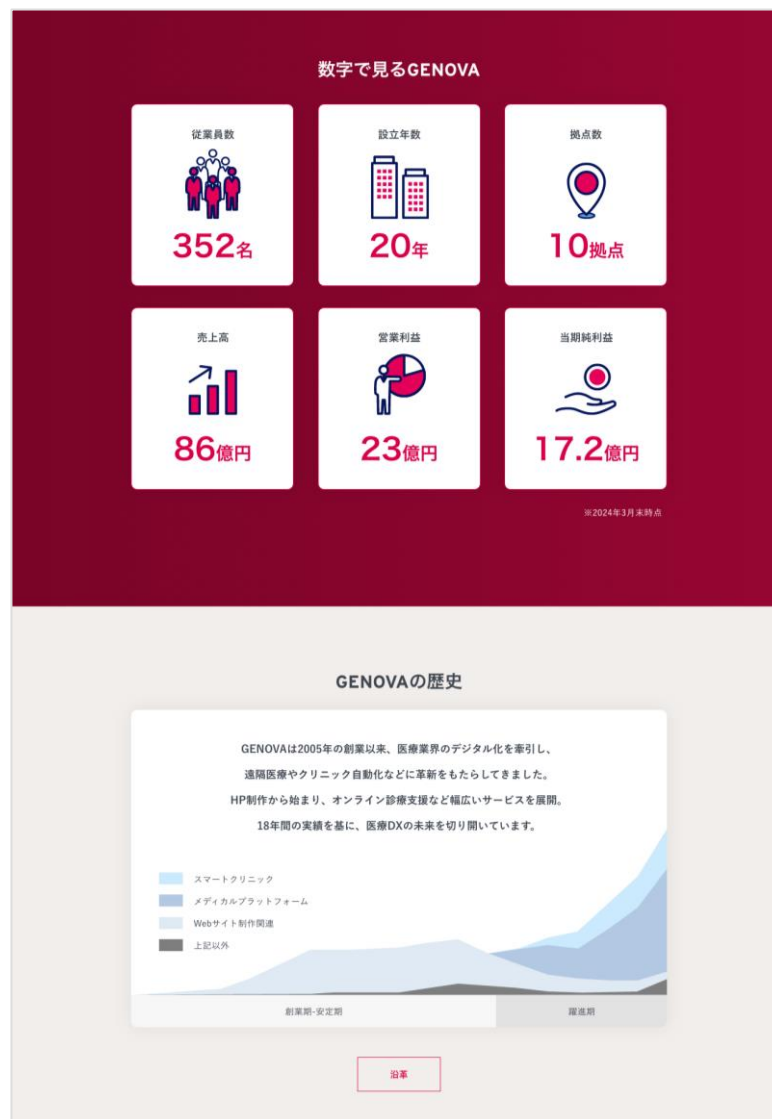 数字で見るGENOVA
従業員数
352名
設立年数
20年
拠点数
10拠点
売上高
86億円
営業利益
23億円
当期純利益
17.2億円
※2024年3月末時点
GENOVAの歴史
GENOVAは2005年の創業以来、医療業界のデジタル化を牽引し、
遠隔医療やクリニック自動化などに革新をもたらしてきました。
HP制作から始まり、オンライン診療支援など幅広いサービスを展開。
18年間の実績を基に、医療DXの未来を切り開いています。
スマートクリニック
メディカルプラットフォーム
Webサイト制作関連
上記以外
創業期-安定期
躍進期
沿革